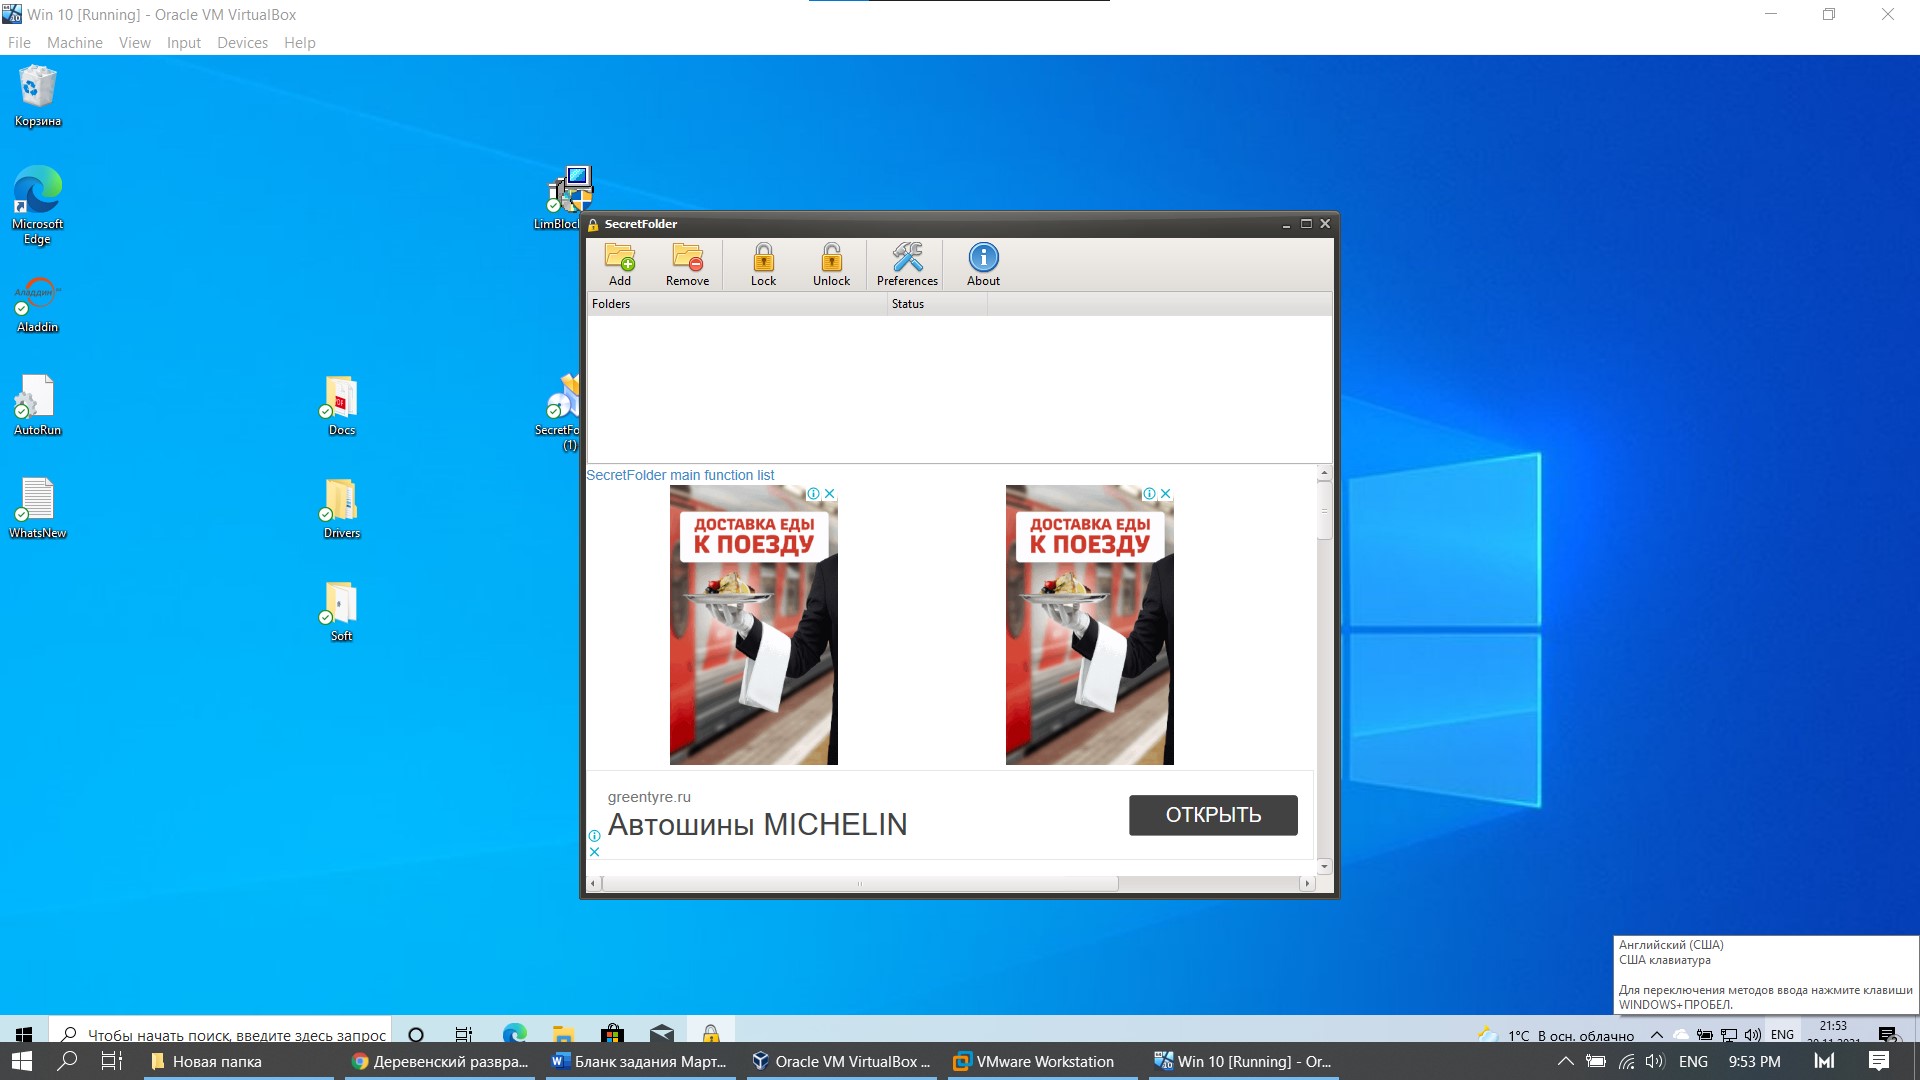 Win 10 [Running] - Oracle VM VirtualBox
File Machine View Input Devices Help
Корзина
Microsoft Edge
Аладдин
Aladdin
AutoRun
WhatsNew
Docs
Drivers
Soft
SecretFolder
Add Remove Lock Unlock Preferences About
Folders Status
SecretFolder main function list
ДОСТАВКА ЕДЫ
К ПОЕЗДУ
ДОСТАВКА ЕДЫ
К ПОЕЗДУ
greentyre.ru
Автошины MICHELIN
ОТКРЫТЬ
Английский (США)
США клавиатура
Для переключения методов ввода нажмите клавиши
WINDOWS+ПРОБЕЛ.
Чтобы начать поиск, введите здесь запрос
1°C В осн. облачно
ENG
21:53
Новая папка
Деревенский развра...
Бланк задания Март...
Oracle VM VirtualBox ...
VMware Workstation
Win 10 [Running] - Or...
ENG
9:53 PM